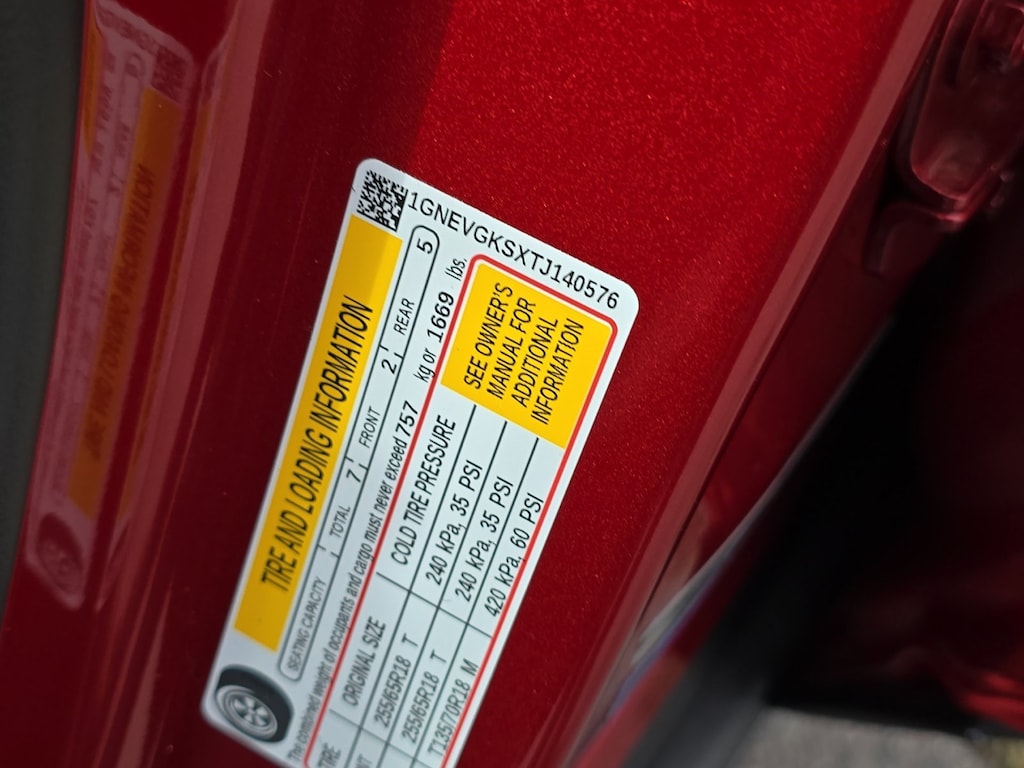 1GNEVGKSXTJ140576
TIRE AND LOADING INFORMATION
SEATING CAPACITY TOTAL 7 FRONT 2 REAR 5
The combined weight of occupants and cargo must never exceed 757 kg or 1669 lbs.
TIRE ORIGINAL SIZE COLD TIRE PRESSURE
255/65R18 T 240 kPa, 35 PSI
255/65R18 T 240 kPa, 35 PSI
T135/70R18 M 420 kPa, 60 PSI
SEE OWNER'S
MANUAL FOR
ADDITIONAL
INFORMATION